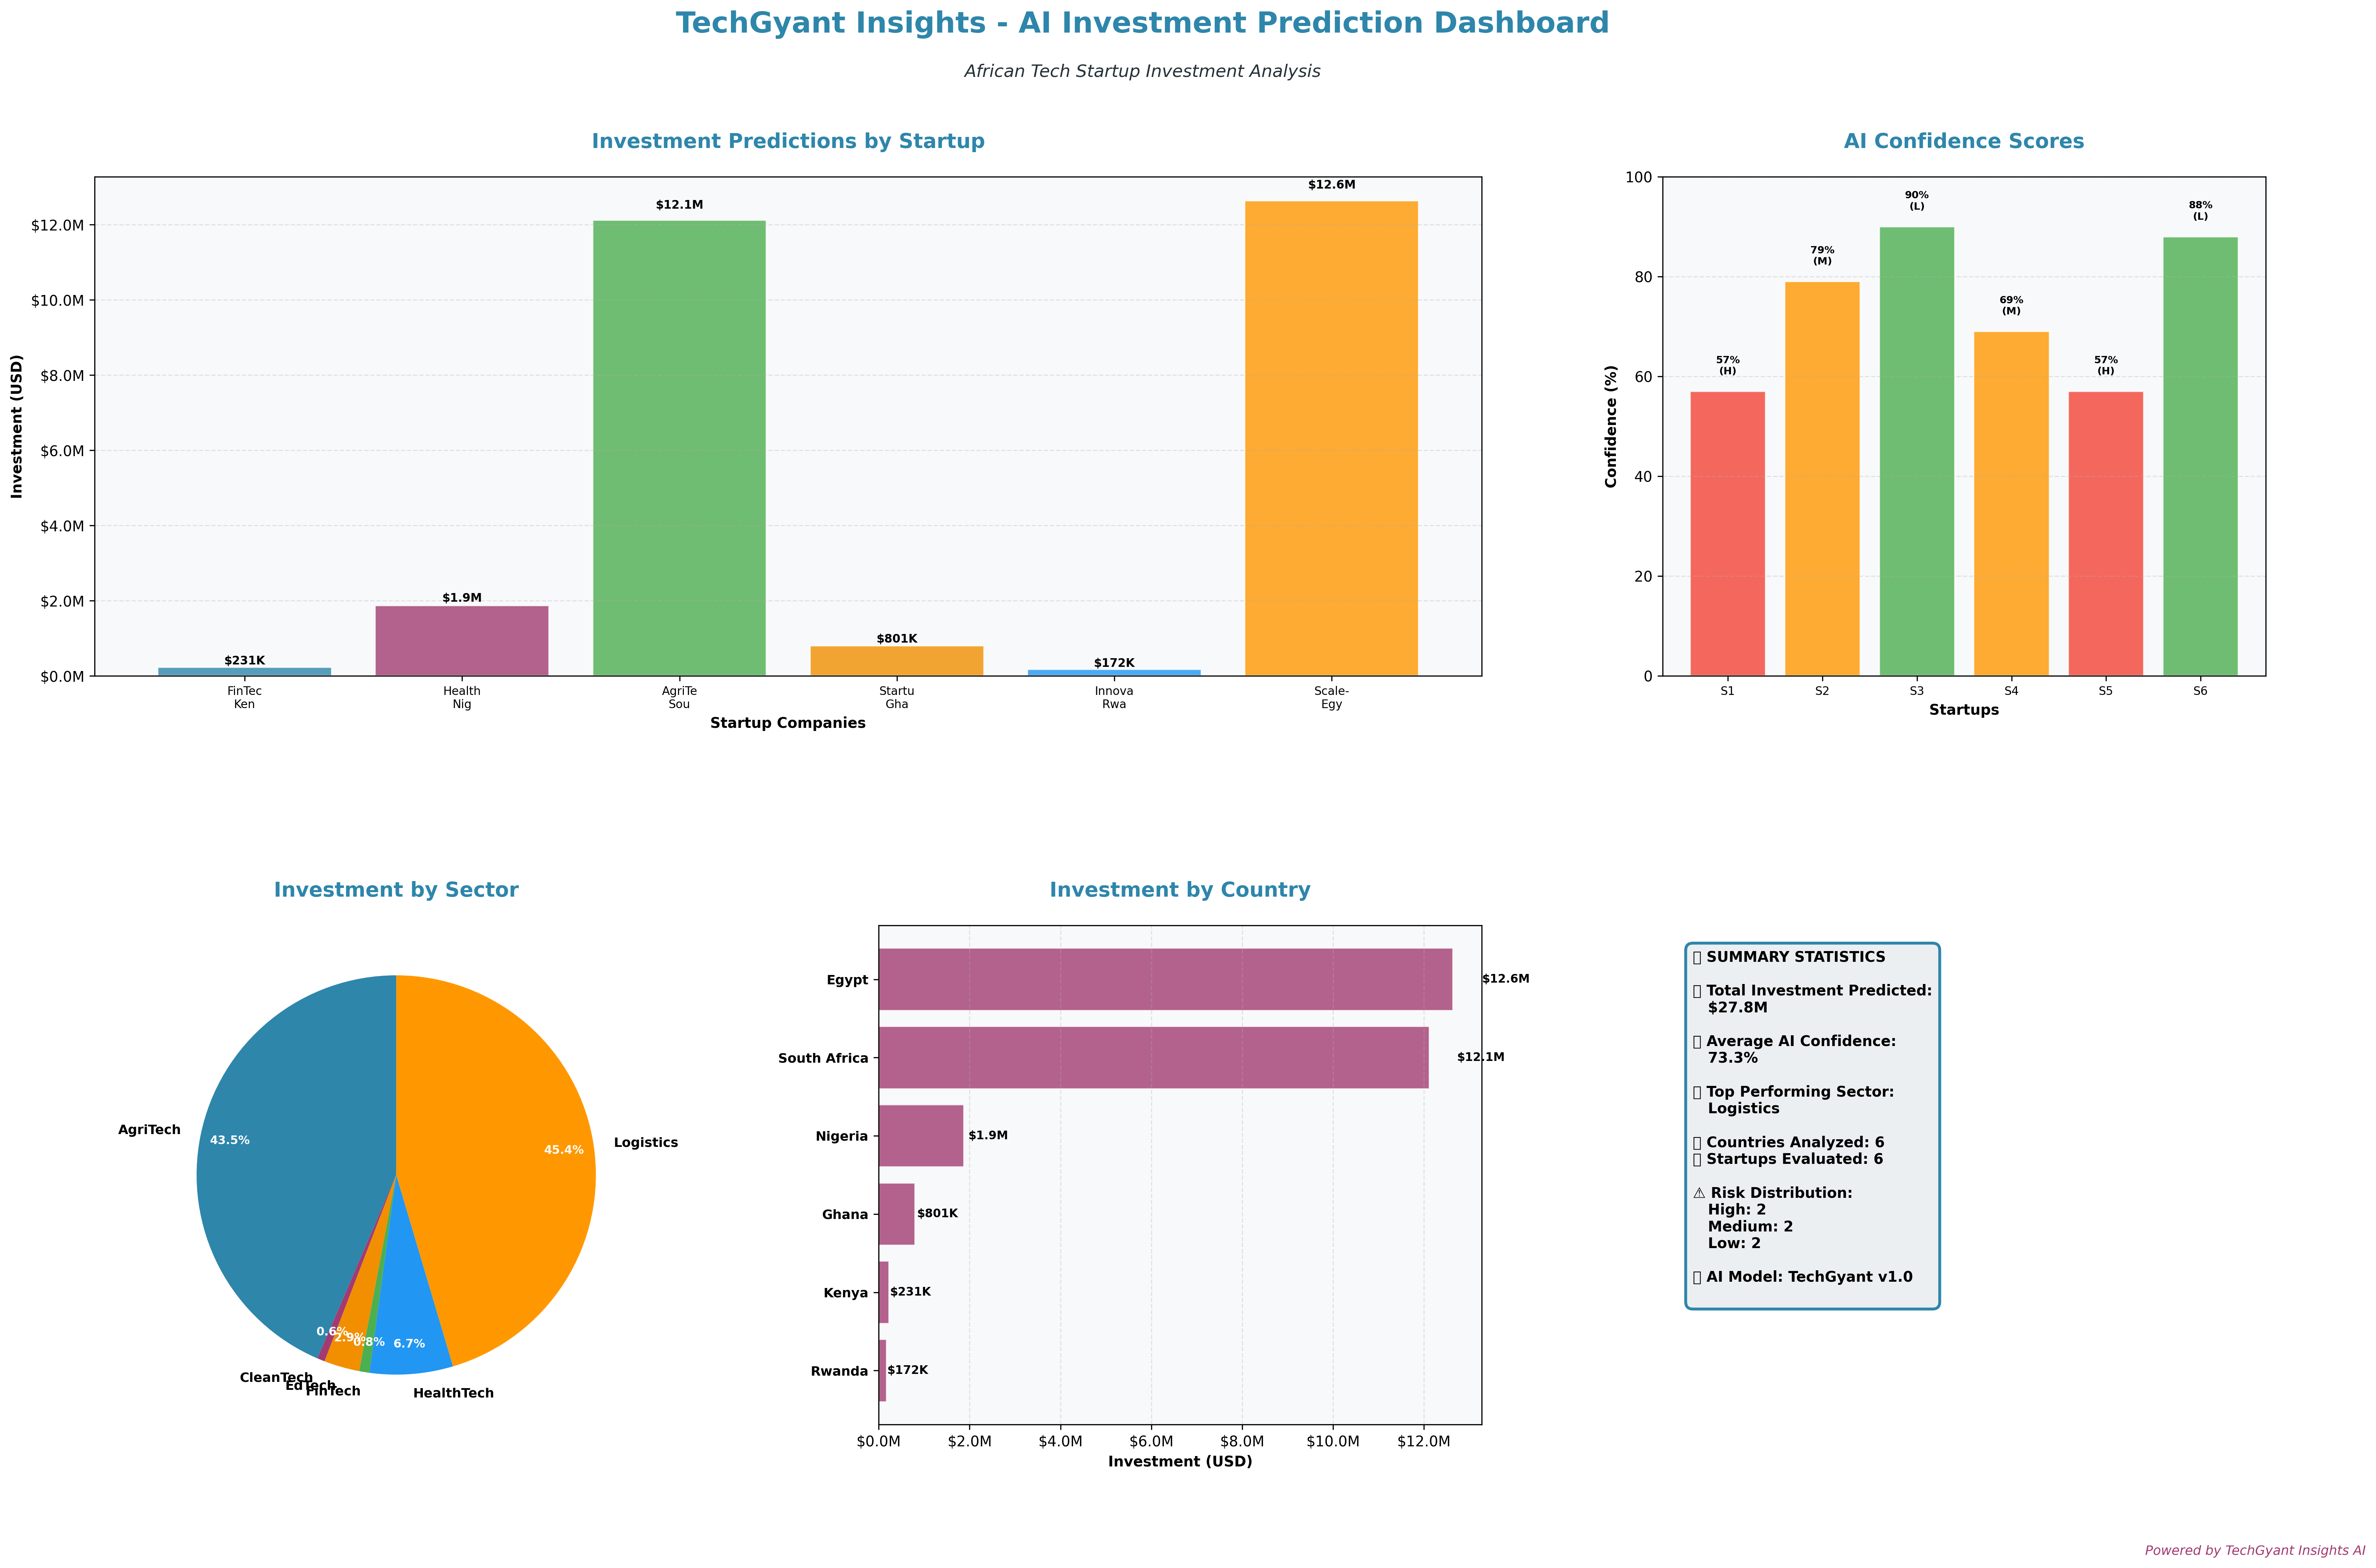 TechGyant Insights - AI Investment Prediction Dashboard
African Tech Startup Investment Analysis
Investment Predictions by Startup
Investment (USD)
$12.0M
$10.0M
$8.0M
$6.0M
$4.0M
$2.0M
$0.0M
$231K
$1.9M
$12.1M
$801K
$172K
$12.6M
FinTec
Ken
Health
Nig
AgriTe
Sou
Startu
Gha
Innova
Rwa
Scale-
Egy
Startup Companies
AI Confidence Scores
Confidence (%)
100
80
60
40
20
0
57%
(H)
79%
(M)
90%
(L)
69%
(M)
57%
(H)
88%
(L)
S1
S2
S3
S4
S5
S6
Startups
Investment by Sector
AgriTech
43.5%
CleanTech
0.6%
EdTech
2.9%
FinTech
0.8%
HealthTech
6.7%
Logistics
45.4%
Investment by Country
Egypt
$12.6M
South Africa
$12.1M
Nigeria
$1.9M
Ghana
$801K
Kenya
$231K
Rwanda
$172K
$0.0M
$2.0M
$4.0M
$6.0M
$8.0M
$10.0M
$12.0M
Investment (USD)
SUMMARY STATISTICS
Total Investment Predicted:
$27.8M
Average AI Confidence:
73.3%
Top Performing Sector:
Logistics
Countries Analyzed: 6
Startups Evaluated: 6
⚠ Risk Distribution:
High: 2
Medium: 2
Low: 2
AI Model: TechGyant v1.0
Powered by TechGyant Insights AI